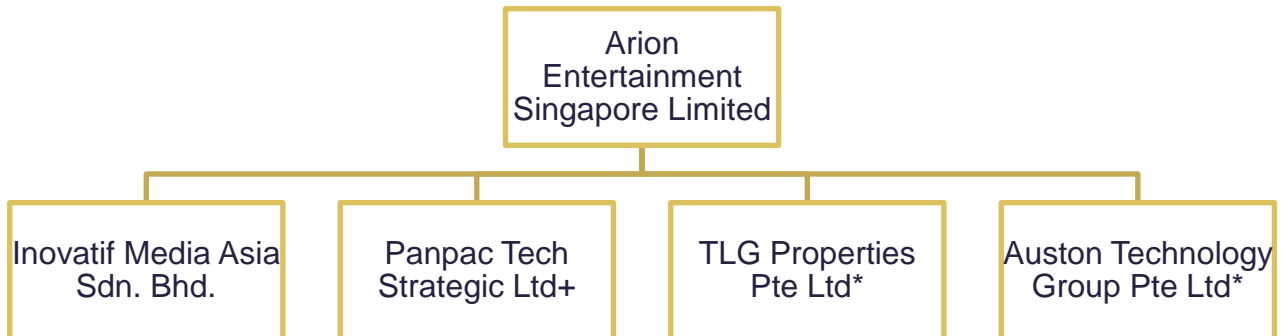 Arion
Entertainment
Singapore Limited
Inovatif Media Asia
Sdn. Bhd.
Panpac Tech
Strategic Ltd+
TLG Properties
Pte Ltd*
Auston Technology
Group Pte Ltd*